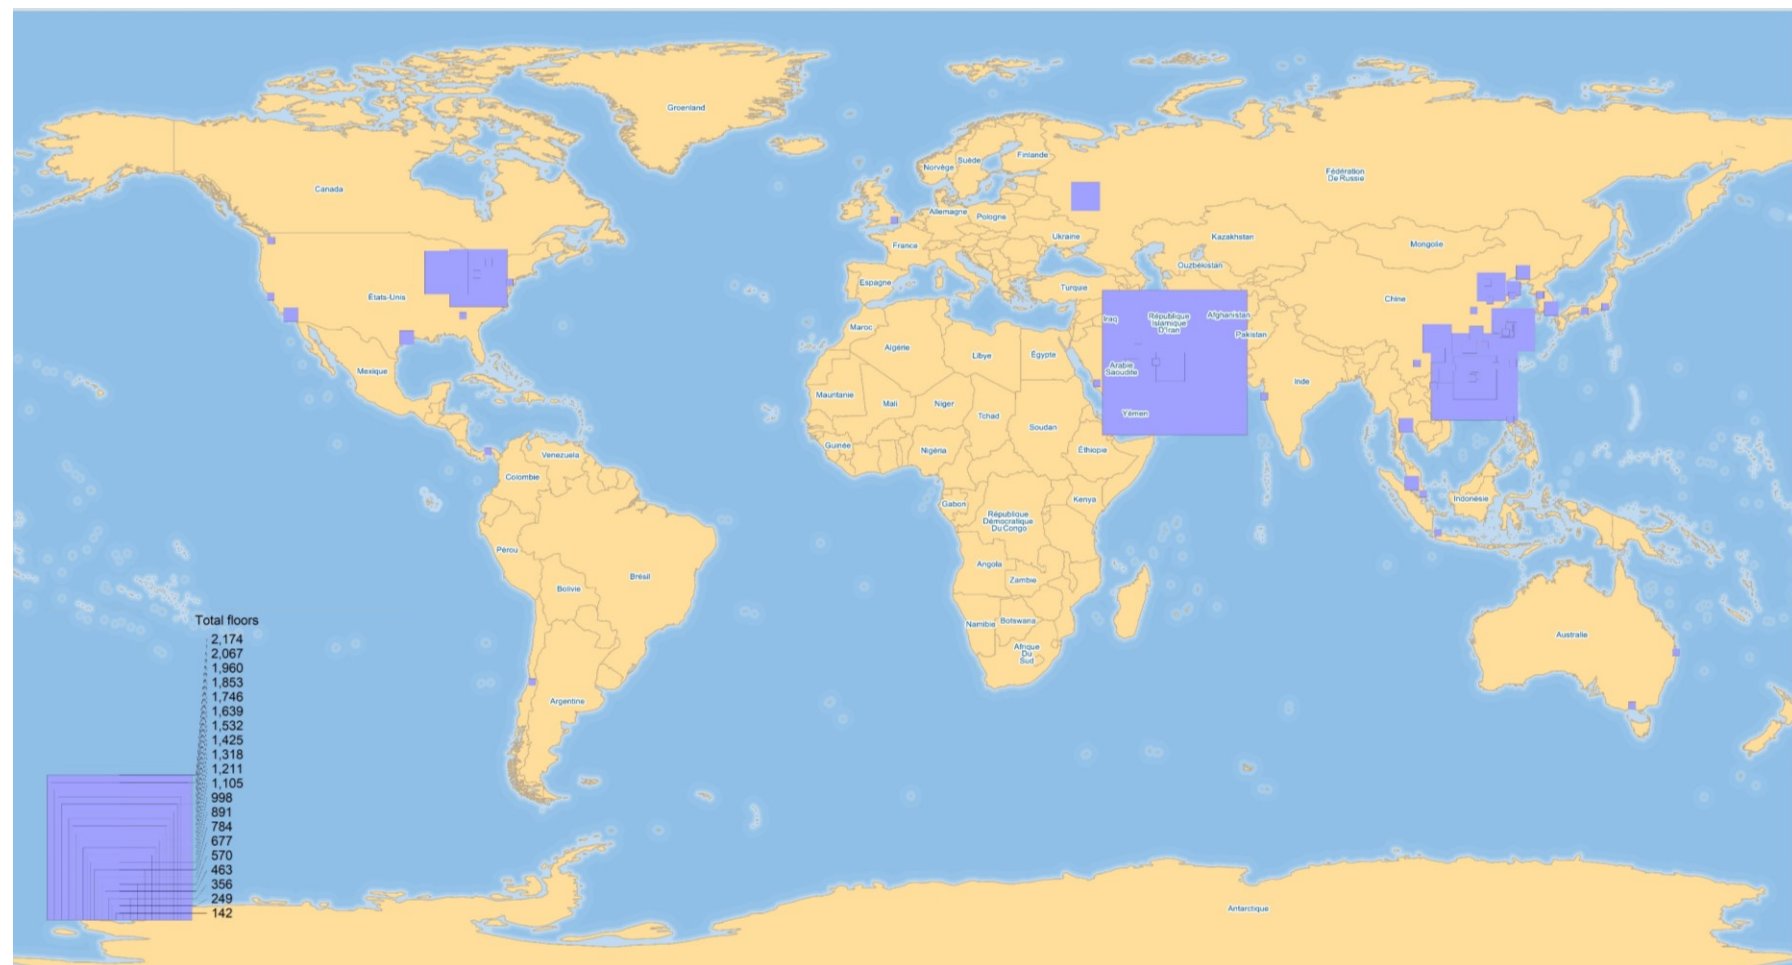 Groenland
Canada
Norvège
Suède
Finlande
Fédération
De Russie
Allemagne
Pologne
France
Ukraine
Kazakhstan
Mongolie
Ouzbékistan
Espagne
Turquie
États-Unis
Chine
Maroc
Algérie
Libye
Égypte
Iraq
République
Islamique
D'Iran
Afghanistan
Pakistan
Arabie
Saoudite
Inde
Mexique
Mauritanie
Mali
Niger
Tchad
Soudan
Yémen
Guinée
Nigéria
Éthiopie
Venezuela
Colombie
Gabon
Kenya
République
Démocratique
Du Congo
Indonésie
Pérou
Brésil
Bolivie
Angola
Zambie
Namibie
Botswana
Afrique
Du
Sud
Australie
Argentine
Antarctique
Total floors
2,174
2,067
1,960
1,853
1,746
1,639
1,532
1,425
1,318
1,211
1,105
998
891
784
677
570
463
356
249
142